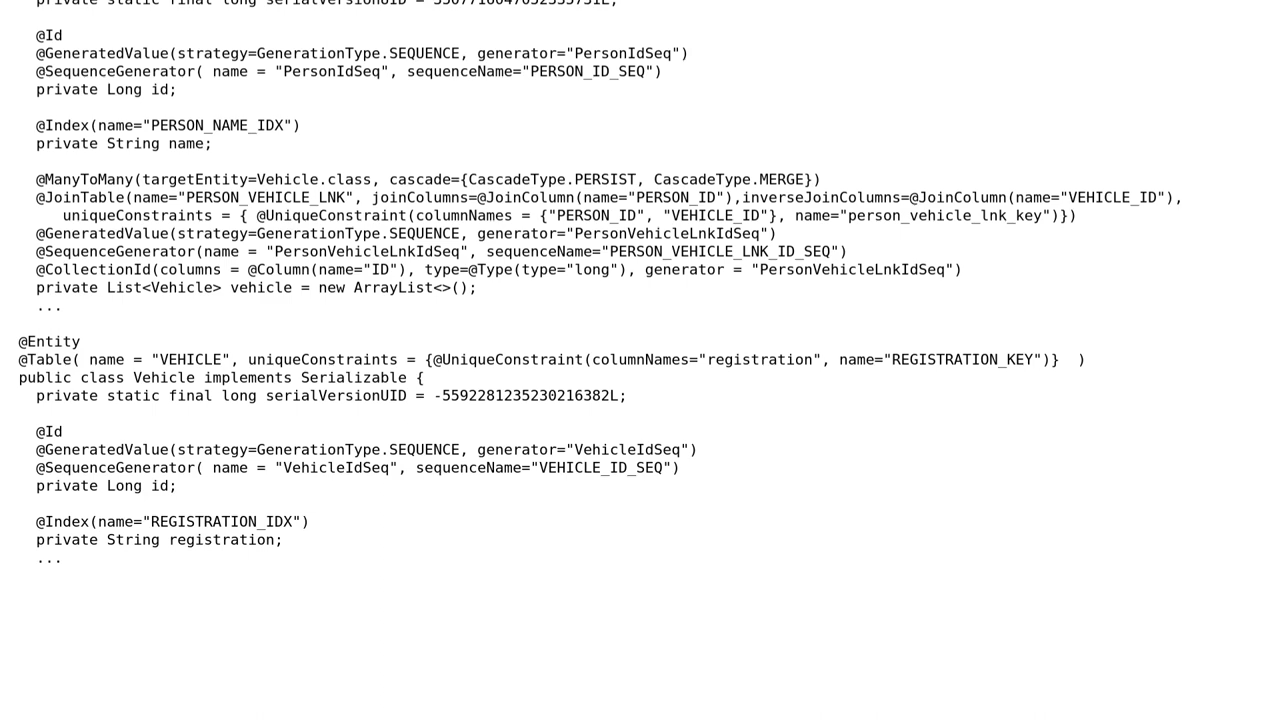 private static final long serialVersionUID =
@Id
@GeneratedValue(strategy=GenerationType.SEQUENCE, generator="PersonIdSeq")
@SequenceGenerator( name = "PersonIdSeq", sequenceName="PERSON_ID_SEQ")
private Long id;
@Index(name="PERSON_NAME_IDX")
private String name;
@ManyToMany(targetEntity=Vehicle.class, cascade={CascadeType.PERSIST, CascadeType.MERGE})
@JoinTable(name="PERSON_VEHICLE_LNK", joinColumns=@JoinColumn(name="PERSON_ID"),inverseJoinColumns=@JoinColumn(name="VEHICLE_ID"),
uniqueConstraints = { @UniqueConstraint(columnNames = {"PERSON_ID", "VEHICLE_ID"}, name="person_vehicle_lnk_key")})
@GeneratedValue(strategy=GenerationType.SEQUENCE, generator="PersonVehicleLnkIdSeq")
@SequenceGenerator(name = "PersonVehicleLnkIdSeq", sequenceName="PERSON_VEHICLE_LNK_ID_SEQ")
@CollectionId(columns = @Column(name="ID"), type=@Type(type="long"), generator = "PersonVehicleLnkIdSeq")
private List<Vehicle> vehicle = new ArrayList<>();
...
@Entity
@Table( name = "VEHICLE", uniqueConstraints = {@UniqueConstraint(columnNames="registration", name="REGISTRATION_KEY")}  )
public class Vehicle implements Serializable {
private static final long serialVersionUID = -5592281235230216382L;
@Id
@GeneratedValue(strategy=GenerationType.SEQUENCE, generator="VehicleIdSeq")
@SequenceGenerator( name = "VehicleIdSeq", sequenceName="VEHICLE_ID_SEQ")
private Long id;
@Index(name="REGISTRATION_IDX")
private String registration;
...